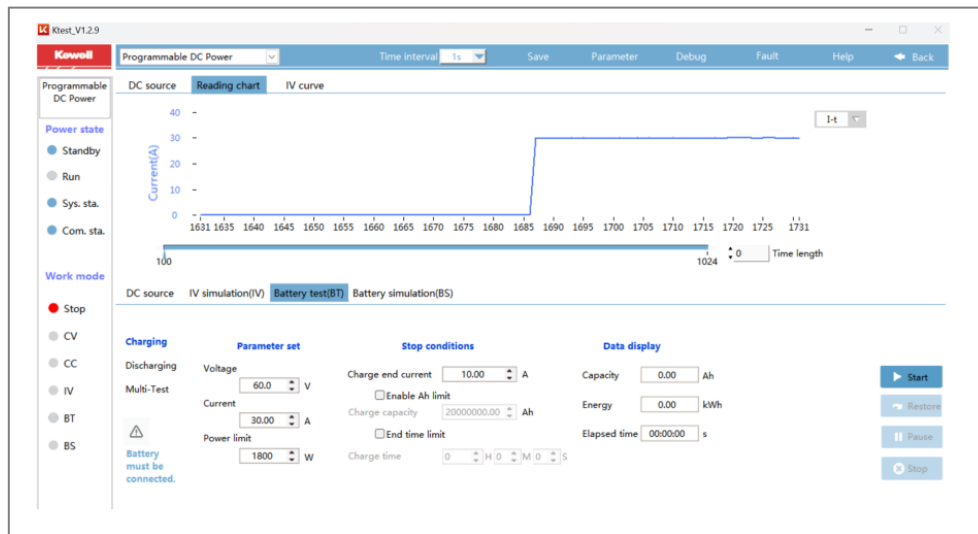 Ktest_V1.2.9
Kewell
Programmable DC Power
Time interval 1s Save Parameter Debug Fault Help Back
Programmable
DC Power
DC source Reading chart IV curve
Power state
Standby
Run
Sys. sta.
Com. sta.
Current(A)
40
30
20
10
0
I-t
1631 1635 1640 1645 1650 1655 1660 1665 1670 1675 1680 1685 1690 1695 1700 1705 1710 1715 1720 1725 1731
100 1024 0 Time length
Work mode
Stop
CV
CC
IV
BT
BS
DC source IV simulation(IV) Battery test(BT) Battery simulation(BS)
Charging
Discharging
Multi-Test
Battery
must be
connected.
Parameter set
Voltage
60.0 V
Current
30.00 A
Power limit
1800 W
Stop conditions
Charge end current 10.00 A
Enable Ah limit
Charge capacity 20000000.00 Ah
End time limit
Charge time 0 H 0 M 0 S
Data display
Capacity 0.00 Ah
Energy 0.00 kWh
Elapsed time 00:00:00 s
Start
Restore
Pause
Stop